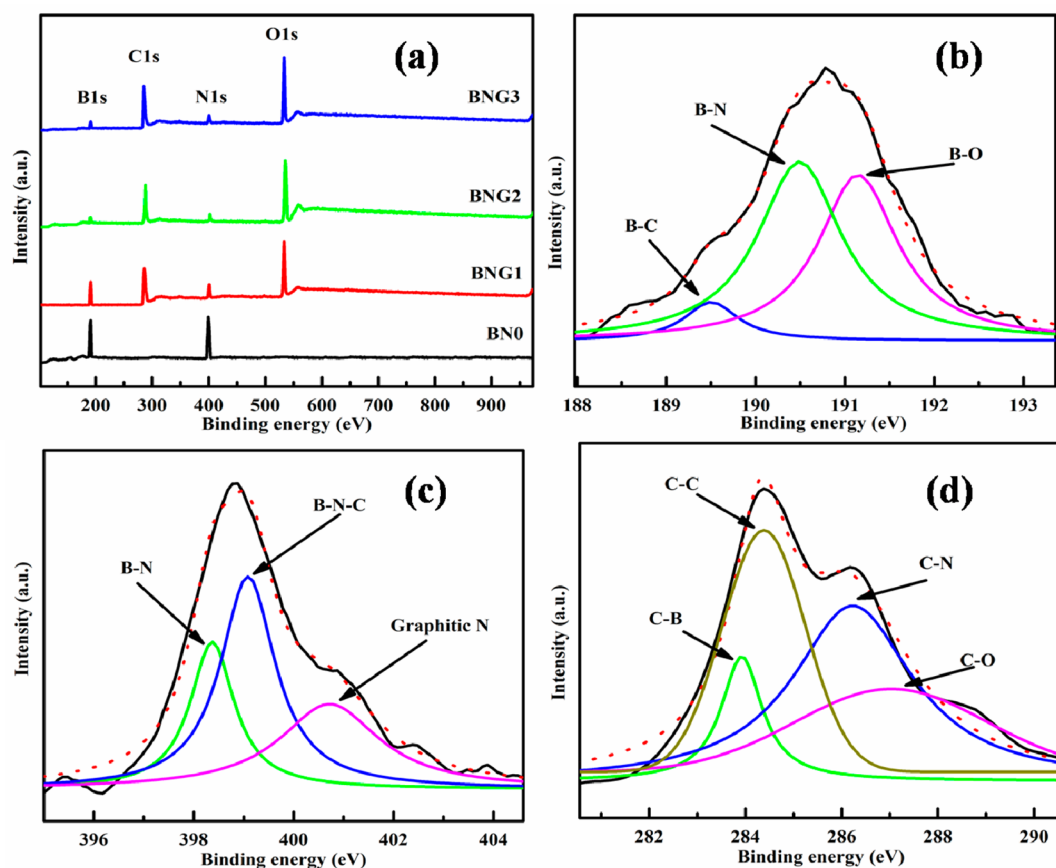 (a)
O1s
C1s
B1s
N1s
BNG3
BNG2
BNG1
BN0
Intensity (a.u.)
200 300 400 500 600 700 800 900
Binding energy (eV)
(b)
B-N
B-O
B-C
Intensity (a.u.)
188 189 190 191 192 193
Binding energy (eV)
(c)
B-N-C
B-N
Graphitic N
Intensity (a.u.)
396 398 400 402 404
Binding energy (eV)
(d)
C-C
C-N
C-B
C-O
Intensity (a.u.)
282 284 286 288 290
Binding energy (eV)